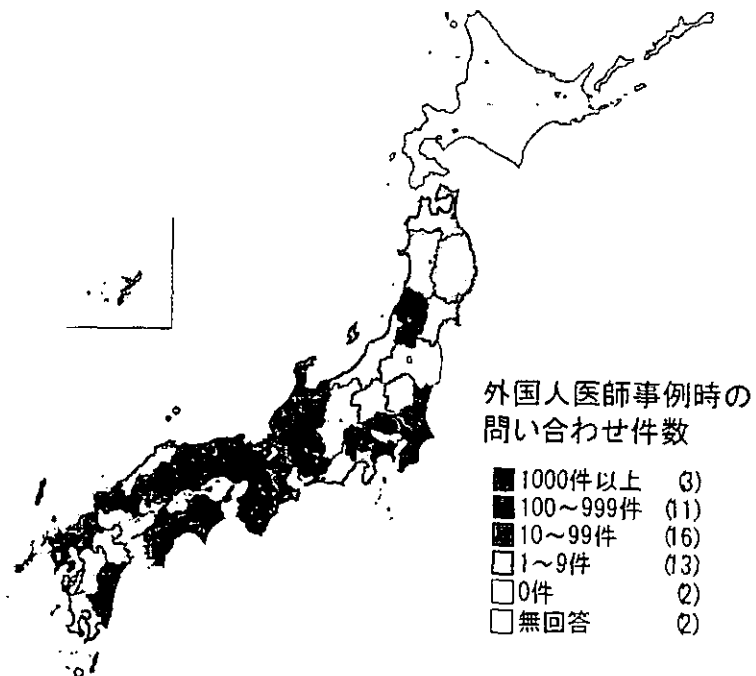 外国人医師事例時の
問い合わせ件数
1000件以上 (3)
100～999件 (11)
10～99件 (16)
1～9件 (13)
0件 (2)
無回答 (2)